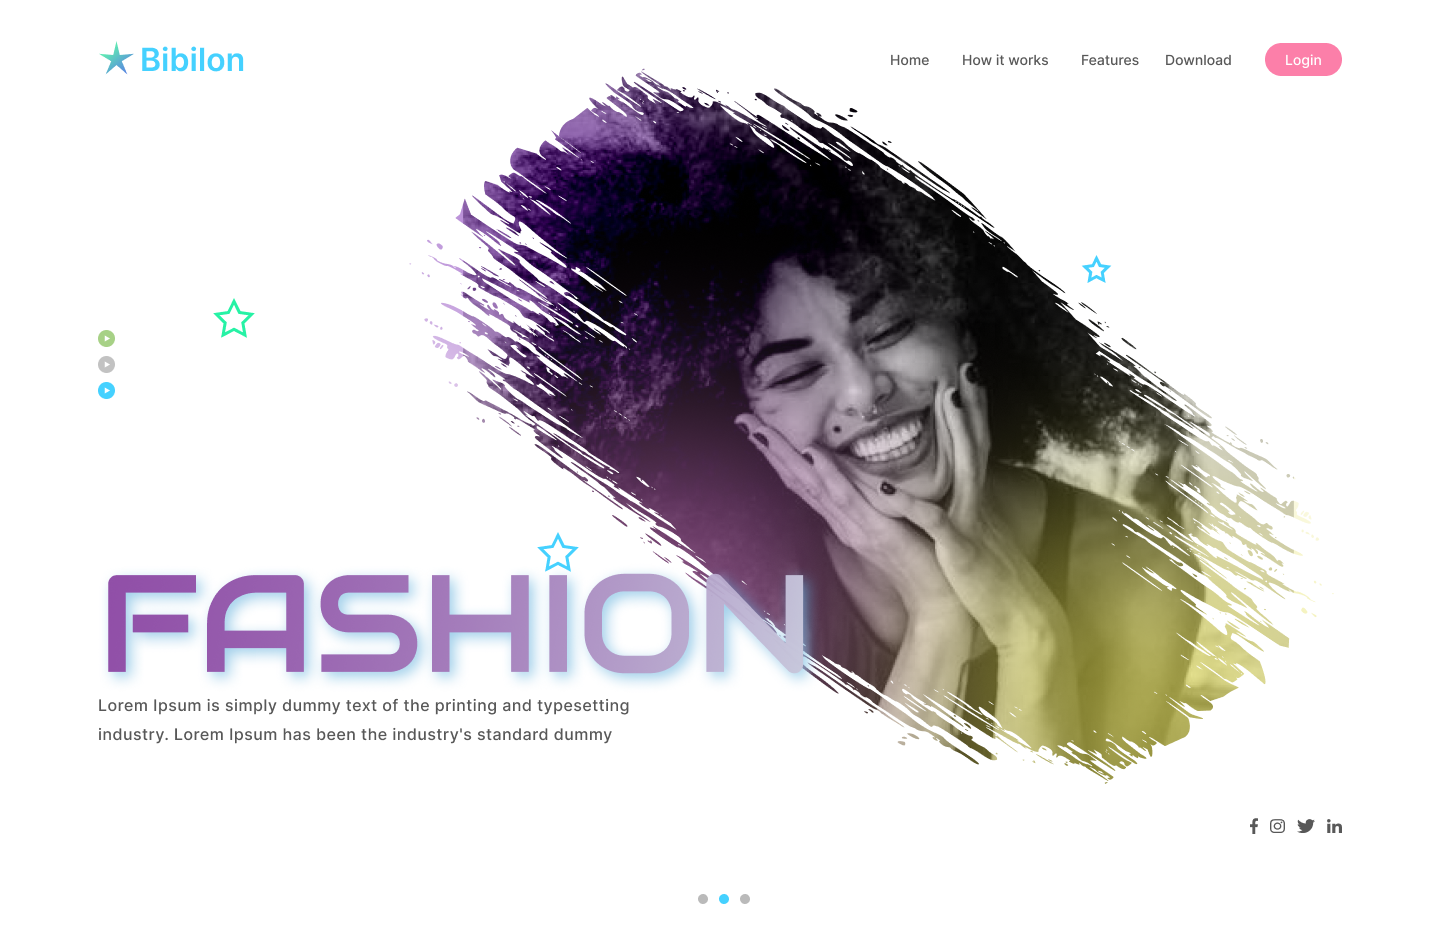 Bibilon
Home How it works Features Download Login
FASHION
Lorem Ipsum is simply dummy text of the printing and typesetting
industry. Lorem Ipsum has been the industry's standard dummy